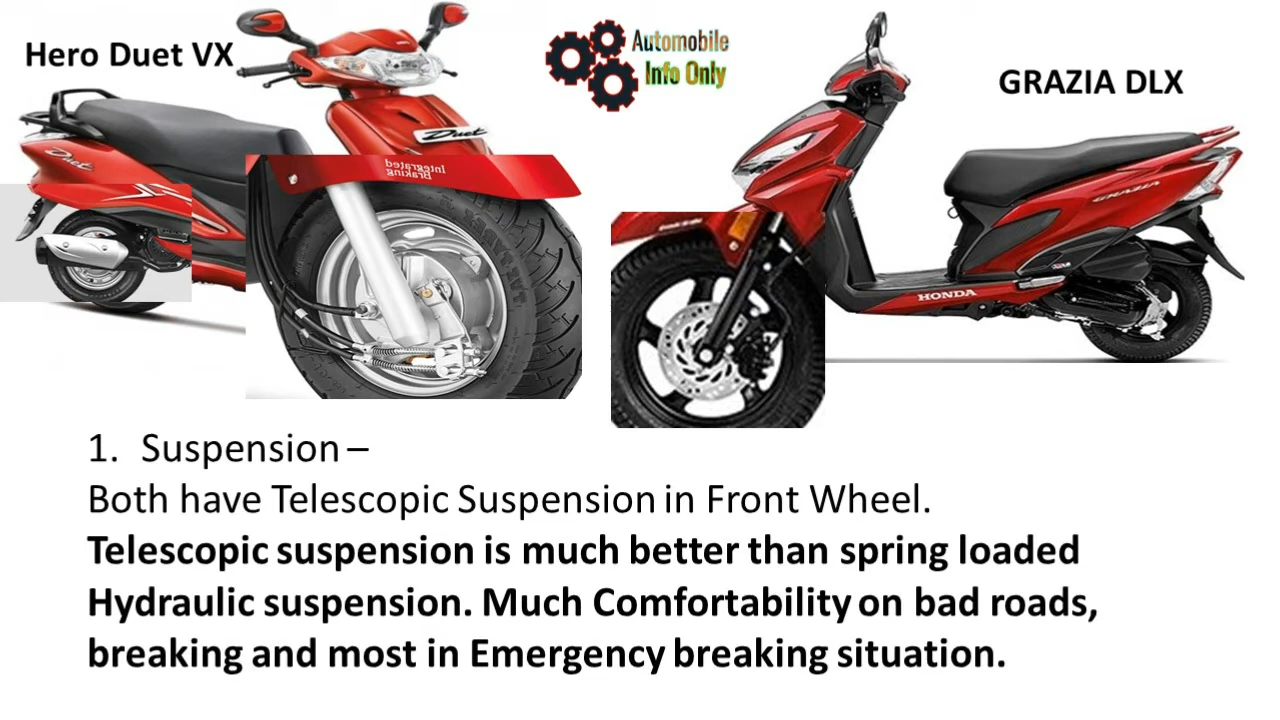 Hero Duet VX
Automobile
Info Only
GRAZIA DLX
Duet
Duet
Integrated
Braking
GRAZIA
HONDA
1. Suspension –
Both have Telescopic Suspension in Front Wheel.
Telescopic suspension is much better than spring loaded
Hydraulic suspension. Much Comfortability on bad roads,
breaking and most in Emergency breaking situation.